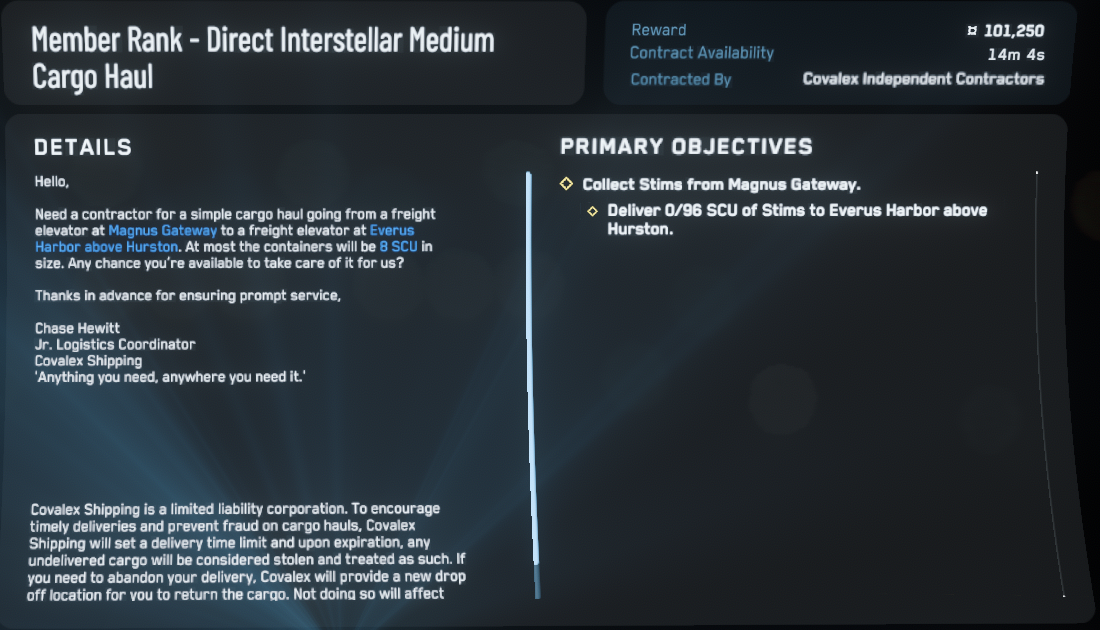 Member Rank - Direct Interstellar Medium
Cargo Haul
Reward ¤ 101,250
Contract Availability 14m 4s
Contracted By Covalex Independent Contractors
DETAILS
Hello,
Need a contractor for a simple cargo haul going from a freight
elevator at Magnus Gateway to a freight elevator at Everus
Harbor above Hurston. At most the containers will be 8 SCU in
size. Any chance you're available to take care of it for us?
Thanks in advance for ensuring prompt service,
Chase Hewitt
Jr. Logistics Coordinator
Covalex Shipping
'Anything you need, anywhere you need it.'
Covalex Shipping is a limited liability corporation. To encourage
timely deliveries and prevent fraud on cargo hauls, Covalex
Shipping will set a delivery time limit and upon expiration, any
undelivered cargo will be considered stolen and treated as such. If
you need to abandon your delivery, Covalex will provide a new drop
off location for you to return the cargo. Not doing so will affect
PRIMARY OBJECTIVES
Collect Stims from Magnus Gateway.
Deliver 0/96 SCU of Stims to Everus Harbor above
Hurston.